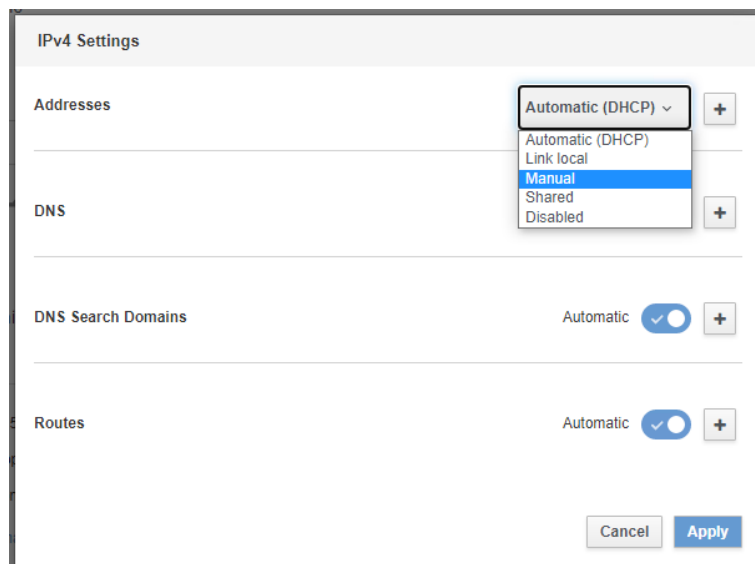 IPv4 Settings
Addresses
Automatic (DHCP)
Automatic (DHCP)
Link local
Manual
Shared
Disabled
DNS
DNS Search Domains
Automatic
Routes
Automatic
Cancel
Apply